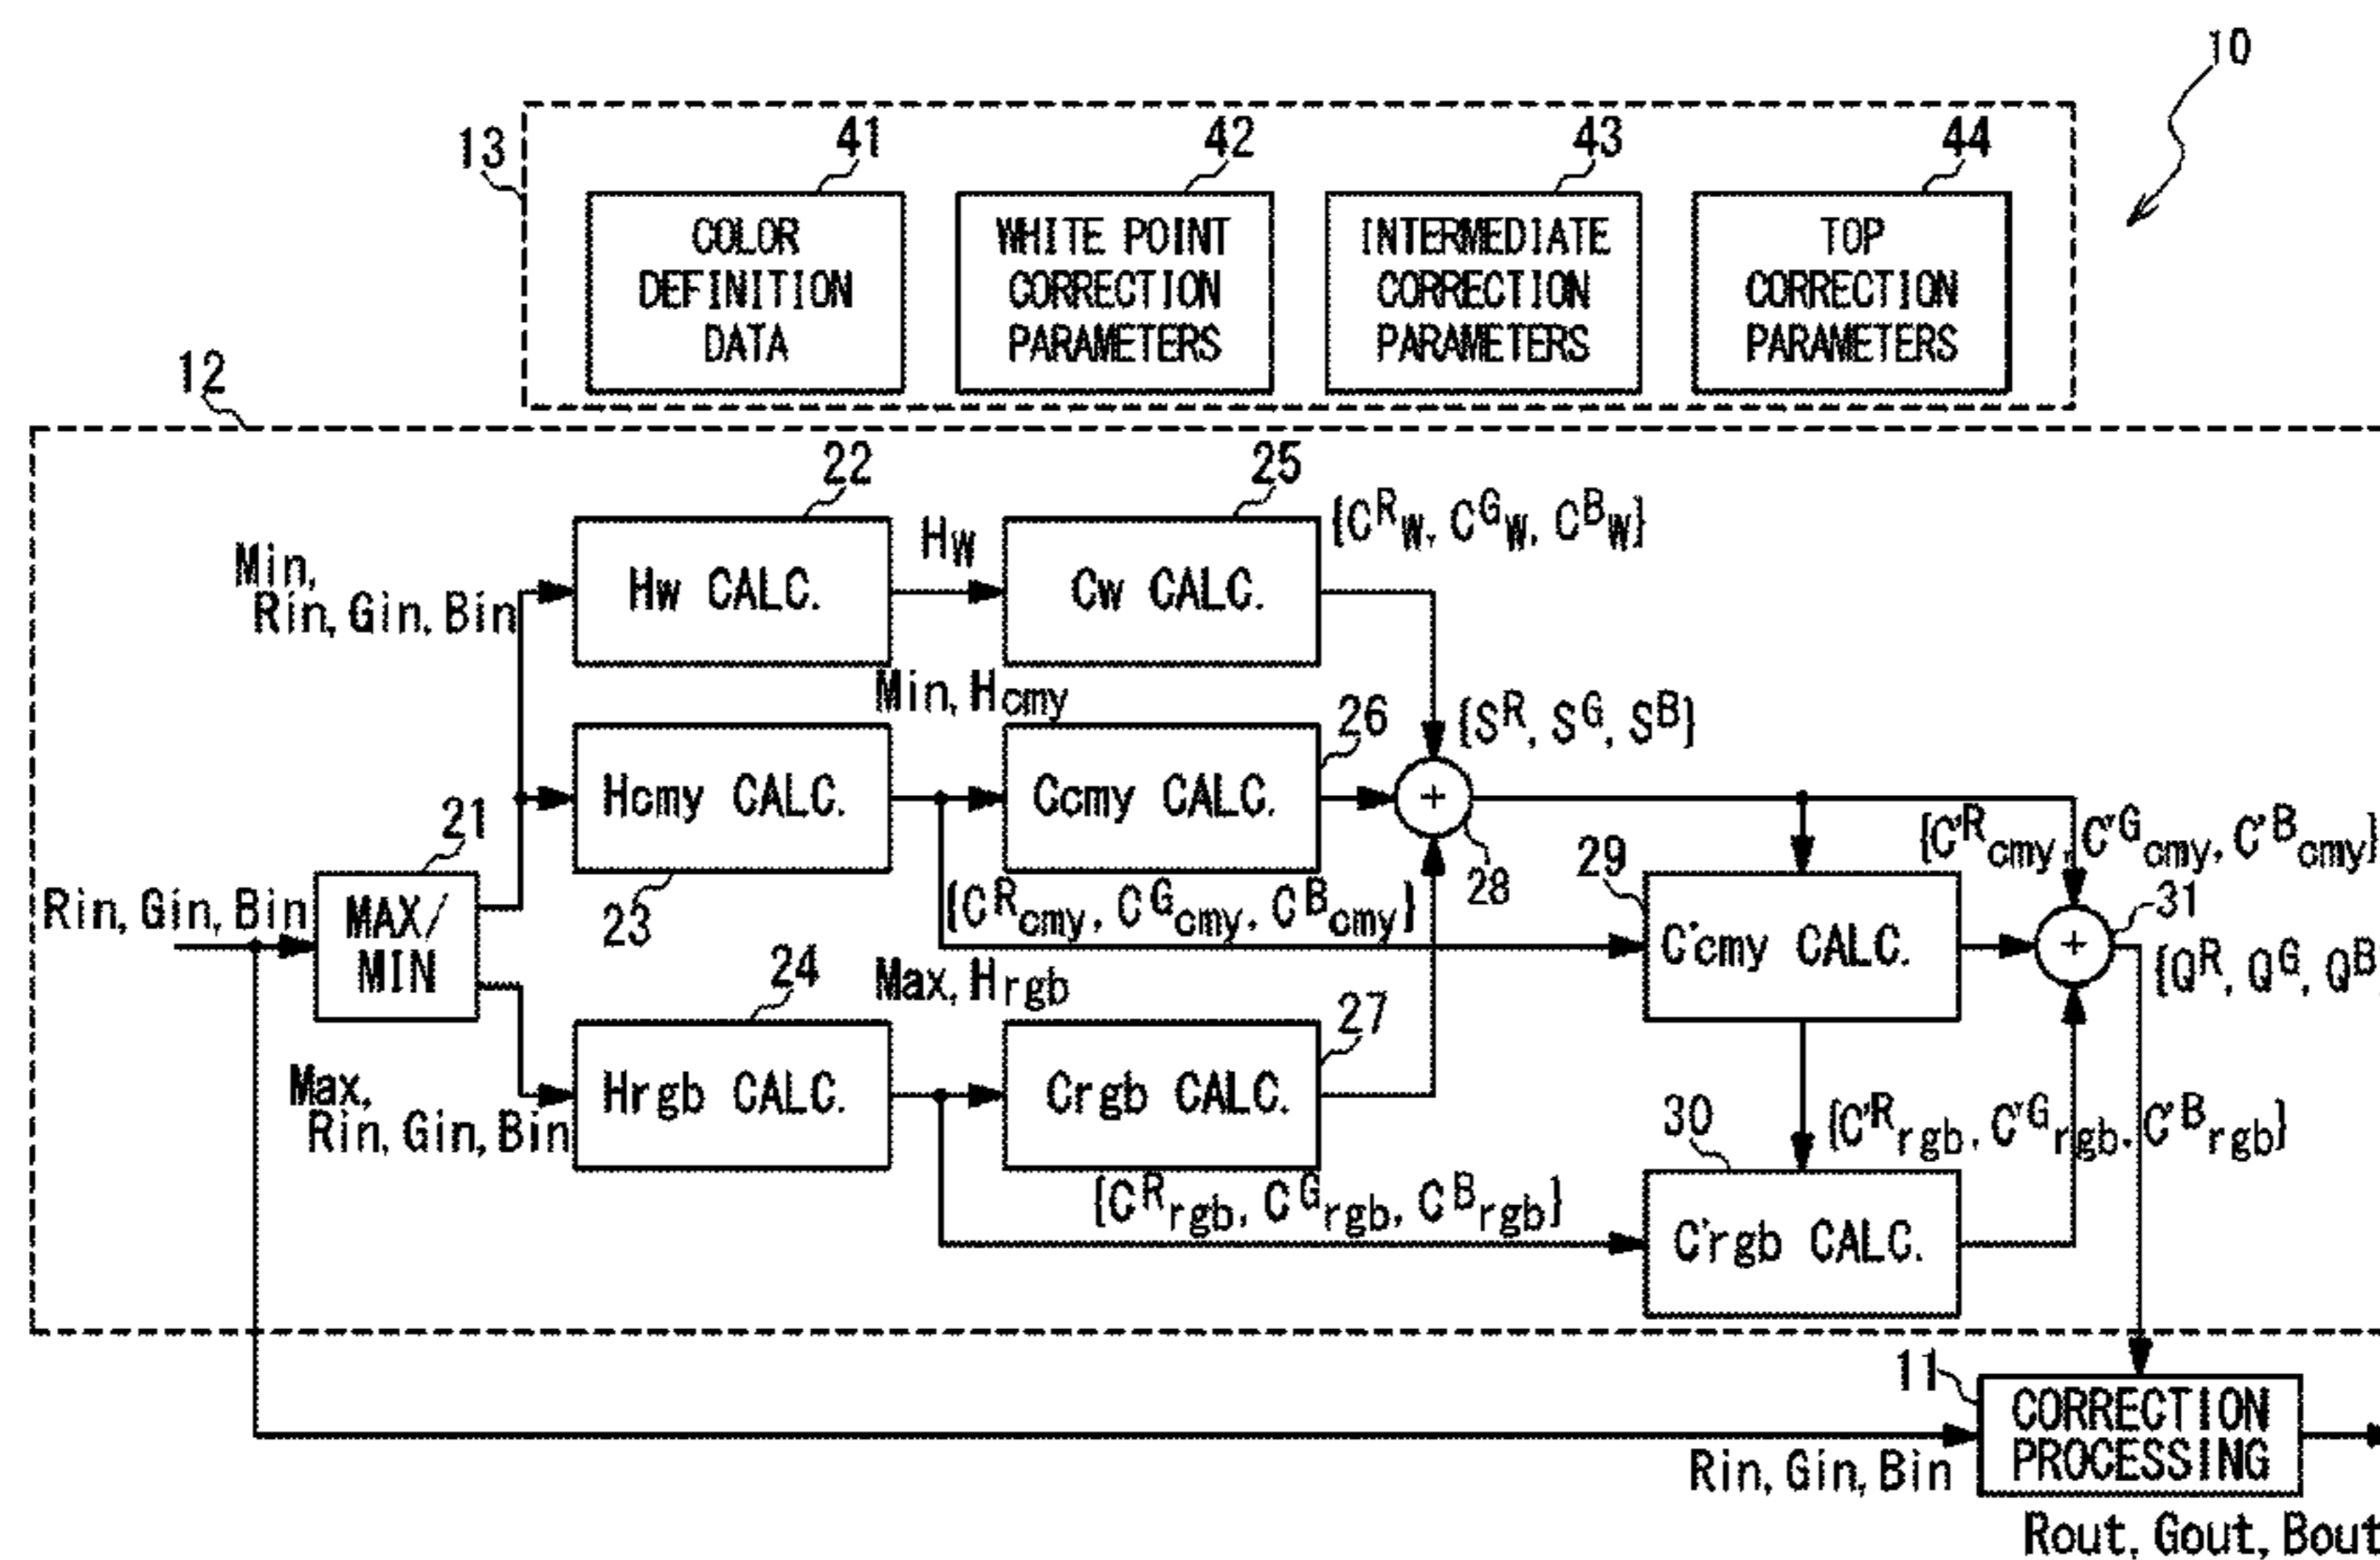 10
13
41
42
43
44
COLOR
DEFINITION
DATA
WHITE POINT
CORRECTION
PARAMETERS
INTERMEDIATE
CORRECTION
PARAMETERS
TOP
CORRECTION
PARAMETERS
12
22
25
Min,
Rin, Gin, Bin
Hw CALC.
HW
Cw CALC.
{C^R_W, C^G_W, C^B_W}
Min, Hcmy
26
{S^R, S^G, S^B}
21
Hcmy CALC.
Ccmy CALC.
+
28
29
{C'^R_cmy, C'^G_cmy, C'^B_cmy}
Rin, Gin, Bin
MAX/
MIN
23
{C^R_cmy, C^G_cmy, C^B_cmy}
C'cmy CALC.
+
31
{Q^R, Q^G, Q^B
24
Max, Hrgb
27
Max,
Rin, Gin, Bin
Hrgb CALC.
Crgb CALC.
30
{C'^R_rgb, C'^G_rgb, C'^B_rgb}
{C^R_rgb, C^G_rgb, C^B_rgb}
C'rgb CALC.
11
CORRECTION
PROCESSING
Rin, Gin, Bin
Rout, Gout, Bout